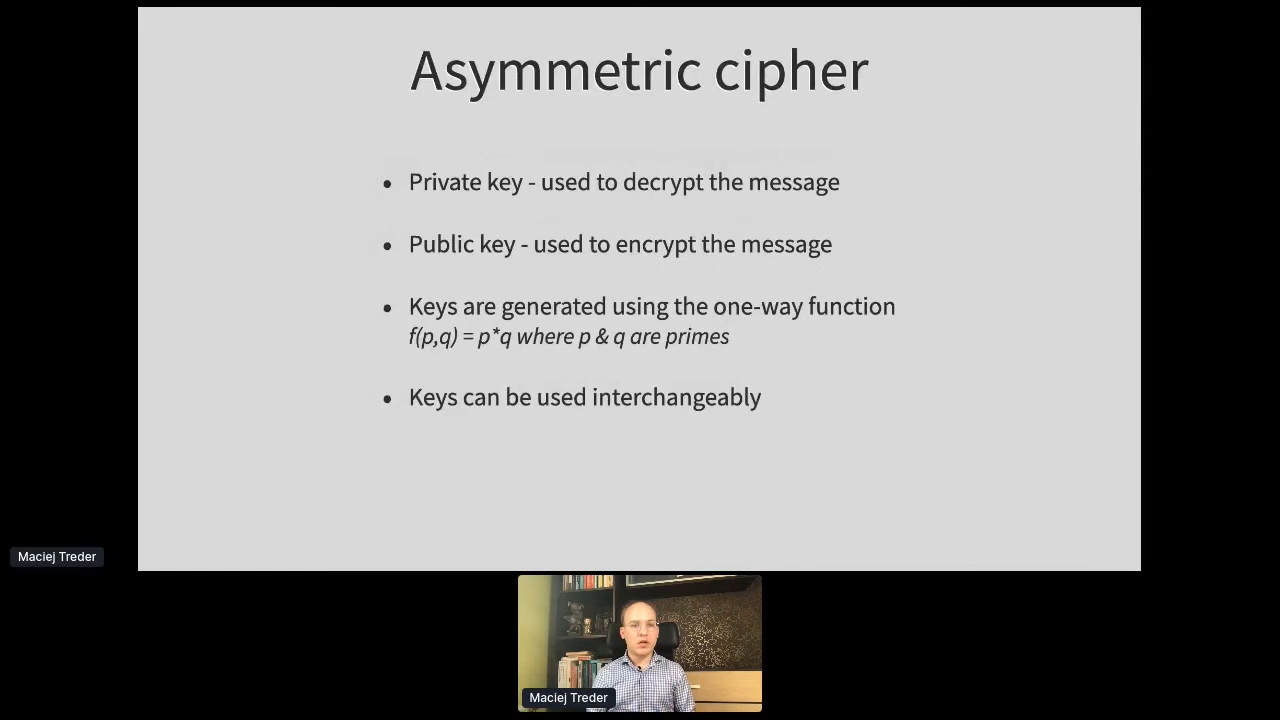 Asymmetric cipher
• Private key - used to decrypt the message
• Public key - used to encrypt the message
• Keys are generated using the one-way function
f(p,q) = p*q where p & q are primes
• Keys can be used interchangeably
Maciej Treder
Maciej Treder